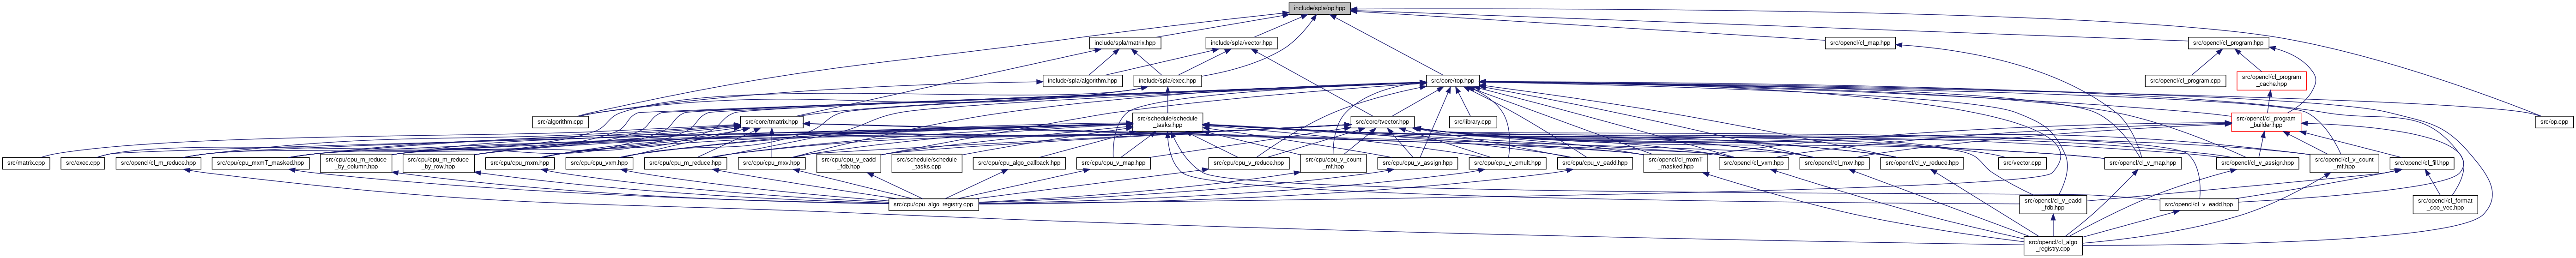 include/spla/op.hpp
include/spla/matrix.hpp
include/spla/vector.hpp
src/opencl/cl_map.hpp
src/opencl/cl_program.hpp
include/spla/algorithm.hpp
include/spla/exec.hpp
src/core/top.hpp
src/opencl/cl_program.cpp
src/opencl/cl_program
_cache.hpp
src/algorithm.cpp
src/core/tmatrix.hpp
src/schedule/schedule
_tasks.hpp
src/core/tvector.hpp
src/library.cpp
src/opencl/cl_program
_builder.hpp
src/op.cpp
src/matrix.cpp
src/exec.cpp
src/opencl/cl_m_reduce.hpp
src/cpu/cpu_mxmT_masked.hpp
src/cpu/cpu_m_reduce
_by_column.hpp
src/cpu/cpu_m_reduce
_by_row.hpp
src/cpu/cpu_mxm.hpp
src/cpu/cpu_vxm.hpp
src/cpu/cpu_m_reduce.hpp
src/cpu/cpu_mxv.hpp
src/cpu/cpu_v_eadd
_fdb.hpp
src/schedule/schedule
_tasks.cpp
src/cpu/cpu_algo_callback.hpp
src/cpu/cpu_v_map.hpp
src/cpu/cpu_v_reduce.hpp
src/cpu/cpu_v_count
_mf.hpp
src/cpu/cpu_v_assign.hpp
src/cpu/cpu_v_emult.hpp
src/cpu/cpu_v_eadd.hpp
src/opencl/cl_mxmT
_masked.hpp
src/opencl/cl_vxm.hpp
src/opencl/cl_mxv.hpp
src/opencl/cl_v_reduce.hpp
src/vector.cpp
src/opencl/cl_v_map.hpp
src/opencl/cl_v_assign.hpp
src/opencl/cl_v_count
_mf.hpp
src/opencl/cl_fill.hpp
src/cpu/cpu_algo_registry.cpp
src/opencl/cl_v_eadd
_fdb.hpp
src/opencl/cl_v_eadd.hpp
src/opencl/cl_format
_coo_vec.hpp
src/opencl/cl_algo
_registry.cpp